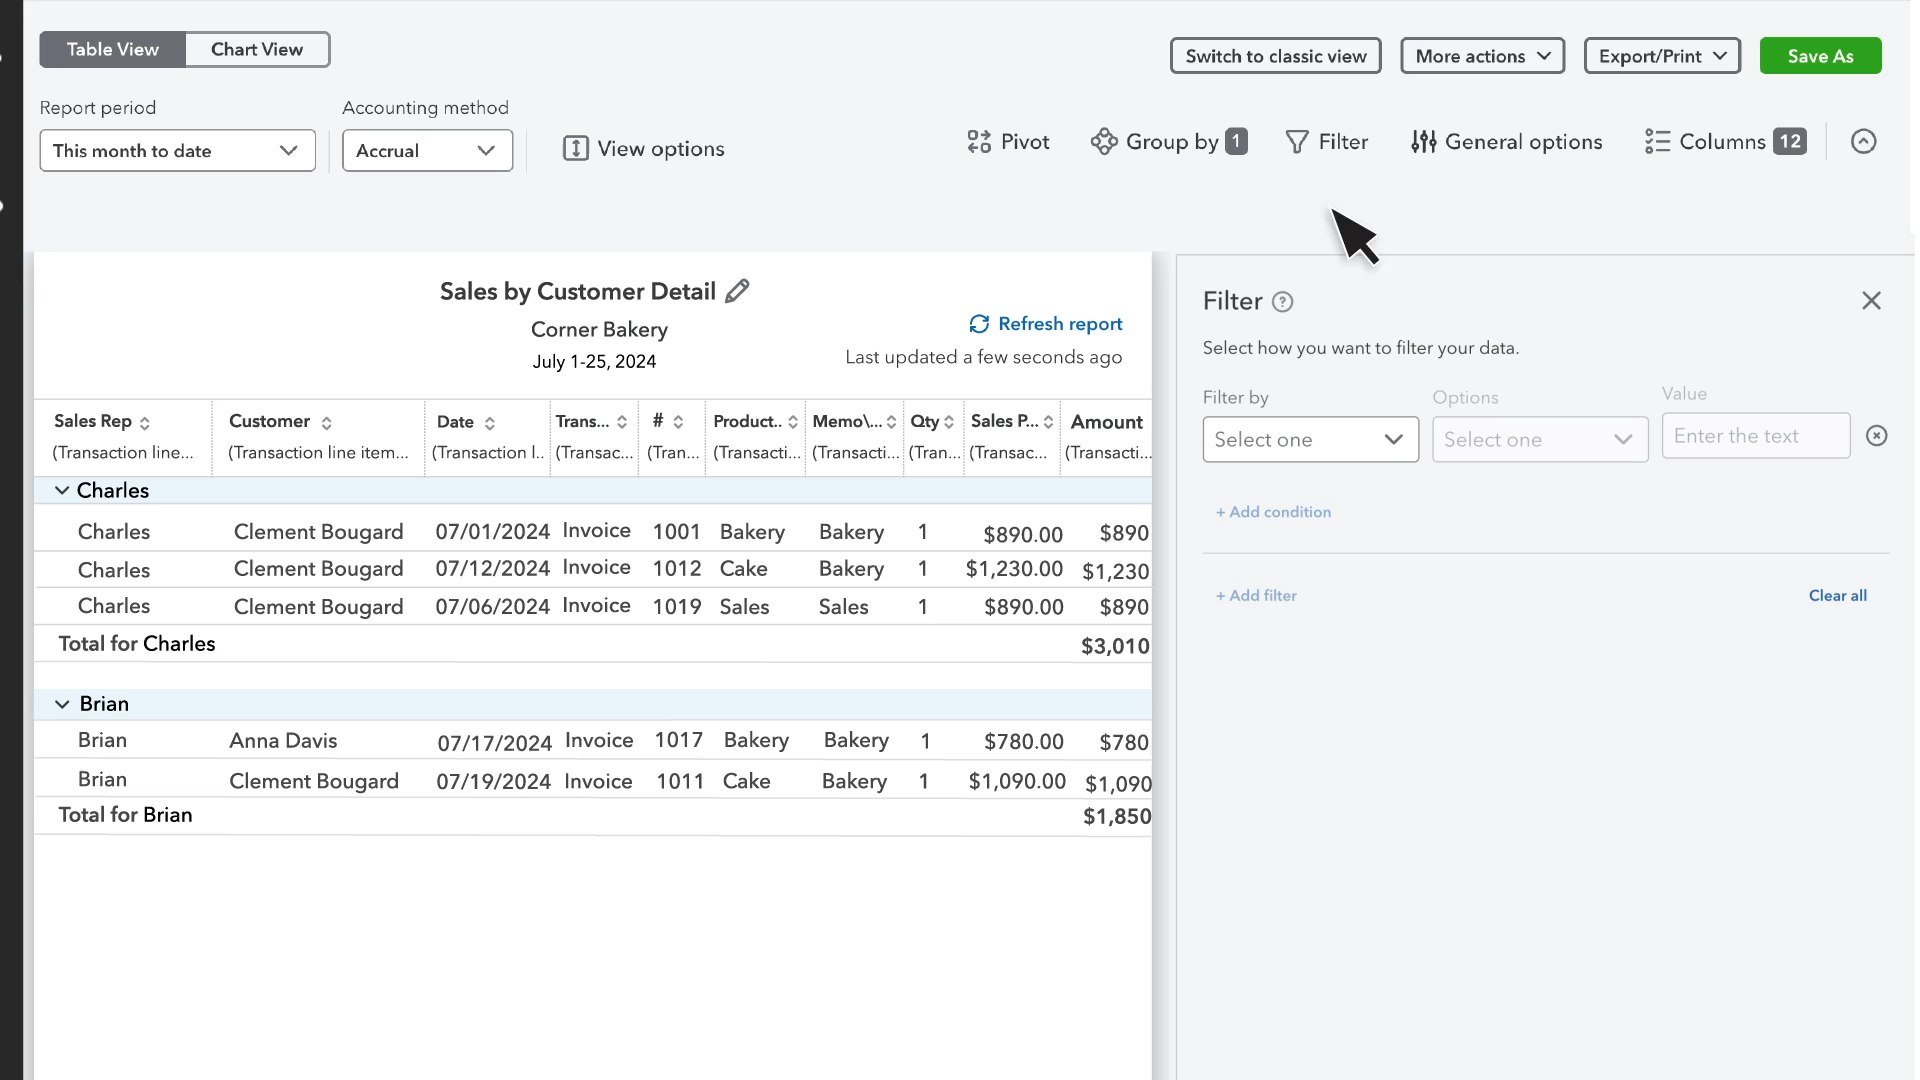 Table View Chart View Switch to classic view More actions Export/Print Save As
Report period Accounting method
This month to date Accrual View options Pivot Group by 1 Filter General options Columns 12
Sales by Customer Detail
Corner Bakery
July 1-25, 2024
Refresh report
Last updated a few seconds ago
Sales Rep Customer Date Trans... # Product.. Memo\... Qty Sales P... Amount
(Transaction line... (Transaction line item... (Transaction l.. (Transac... (Tran... (Transacti... (Transacti... (Tran... (Transac... (Transacti...
Charles
Charles Clement Bougard 07/01/2024 Invoice 1001 Bakery Bakery 1 $890.00 $890
Charles Clement Bougard 07/12/2024 Invoice 1012 Cake Bakery 1 $1,230.00 $1,230
Charles Clement Bougard 07/06/2024 Invoice 1019 Sales Sales 1 $890.00 $890
Total for Charles $3,010
Brian
Brian Anna Davis 07/17/2024 Invoice 1017 Bakery Bakery 1 $780.00 $780
Brian Clement Bougard 07/19/2024 Invoice 1011 Cake Bakery 1 $1,090.00 $1,090
Total for Brian $1,850
Filter ?
Select how you want to filter your data.
Filter by Options Value
Select one Select one Enter the text
+ Add condition
+ Add filter Clear all